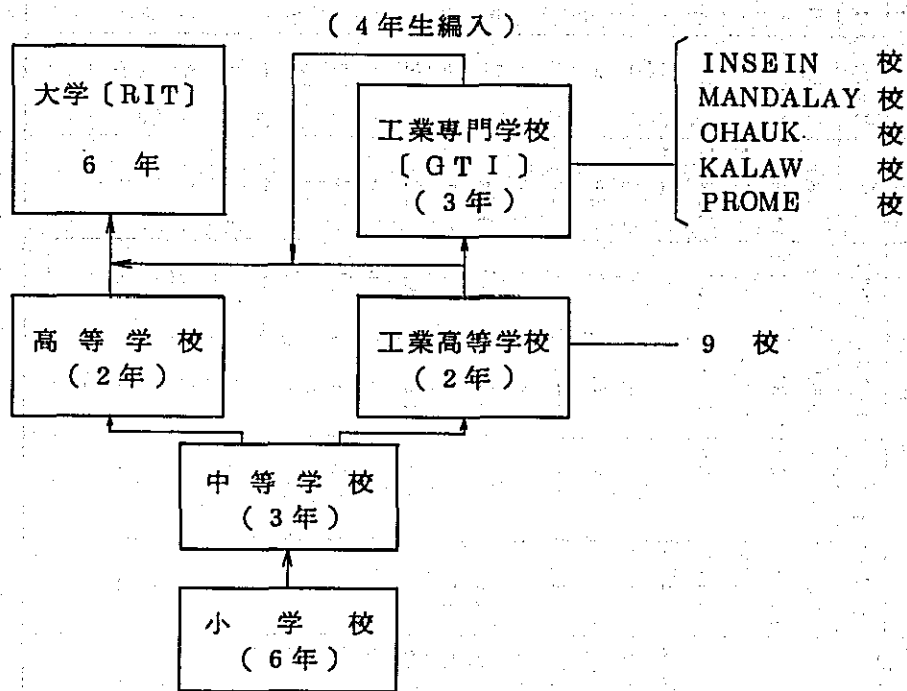 (4年生編入)
大学〔RIT〕
6年
工業専門学校
〔GTI〕
(3年)
INSEIN 校
MANDALAY 校
CHAUK 校
KALAW 校
PROME 校
高等学校
(2年)
工業高等学校
(2年)
9校
中等学校
(3年)
小学校
(6年)